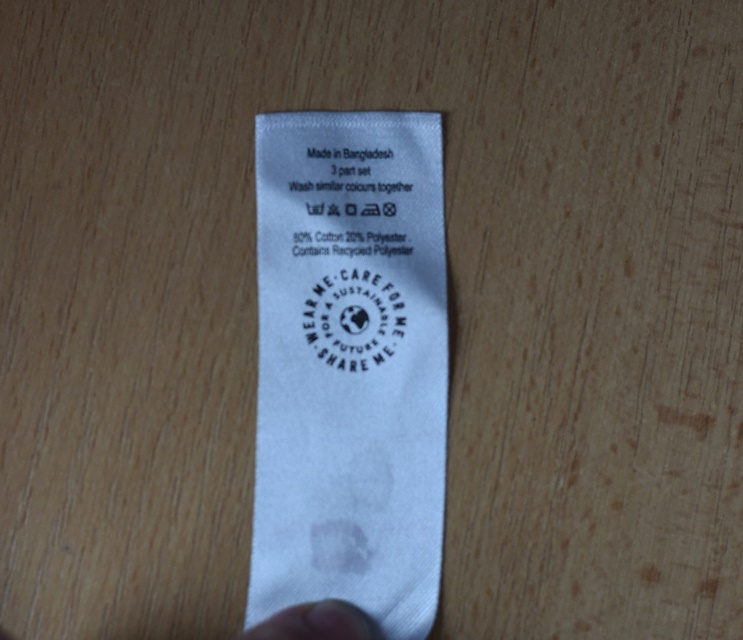 Made in Bangladesh
3 part set
Wash similar colours together
80% Cotton 20% Polyester.
Contains Recycled Polyester
WEAR ME · CARE FOR ME · SHARE ME ·
FOR A SUSTAINABLE FUTURE